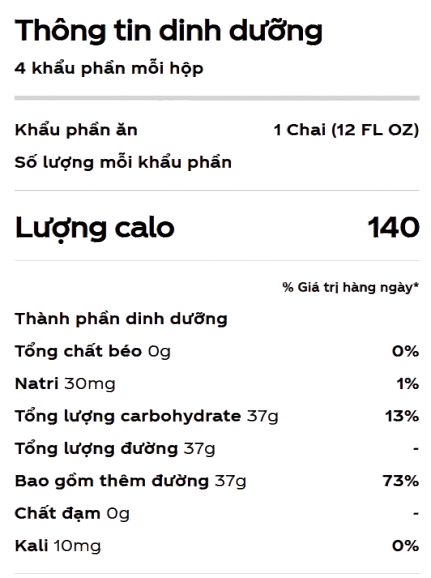 Thông tin dinh dưỡng
4 khẩu phần mỗi hộp
Khẩu phần ăn 1 Chai (12 FL OZ)
Số lượng mỗi khẩu phần
Lượng calo 140
% Giá trị hàng ngày*
Thành phần dinh dưỡng
Tổng chất béo 0g 0%
Natri 30mg 1%
Tổng lượng carbohydrate 37g 13%
Tổng lượng đường 37g -
Bao gồm thêm đường 37g 73%
Chất đạm 0g -
Kali 10mg 0%